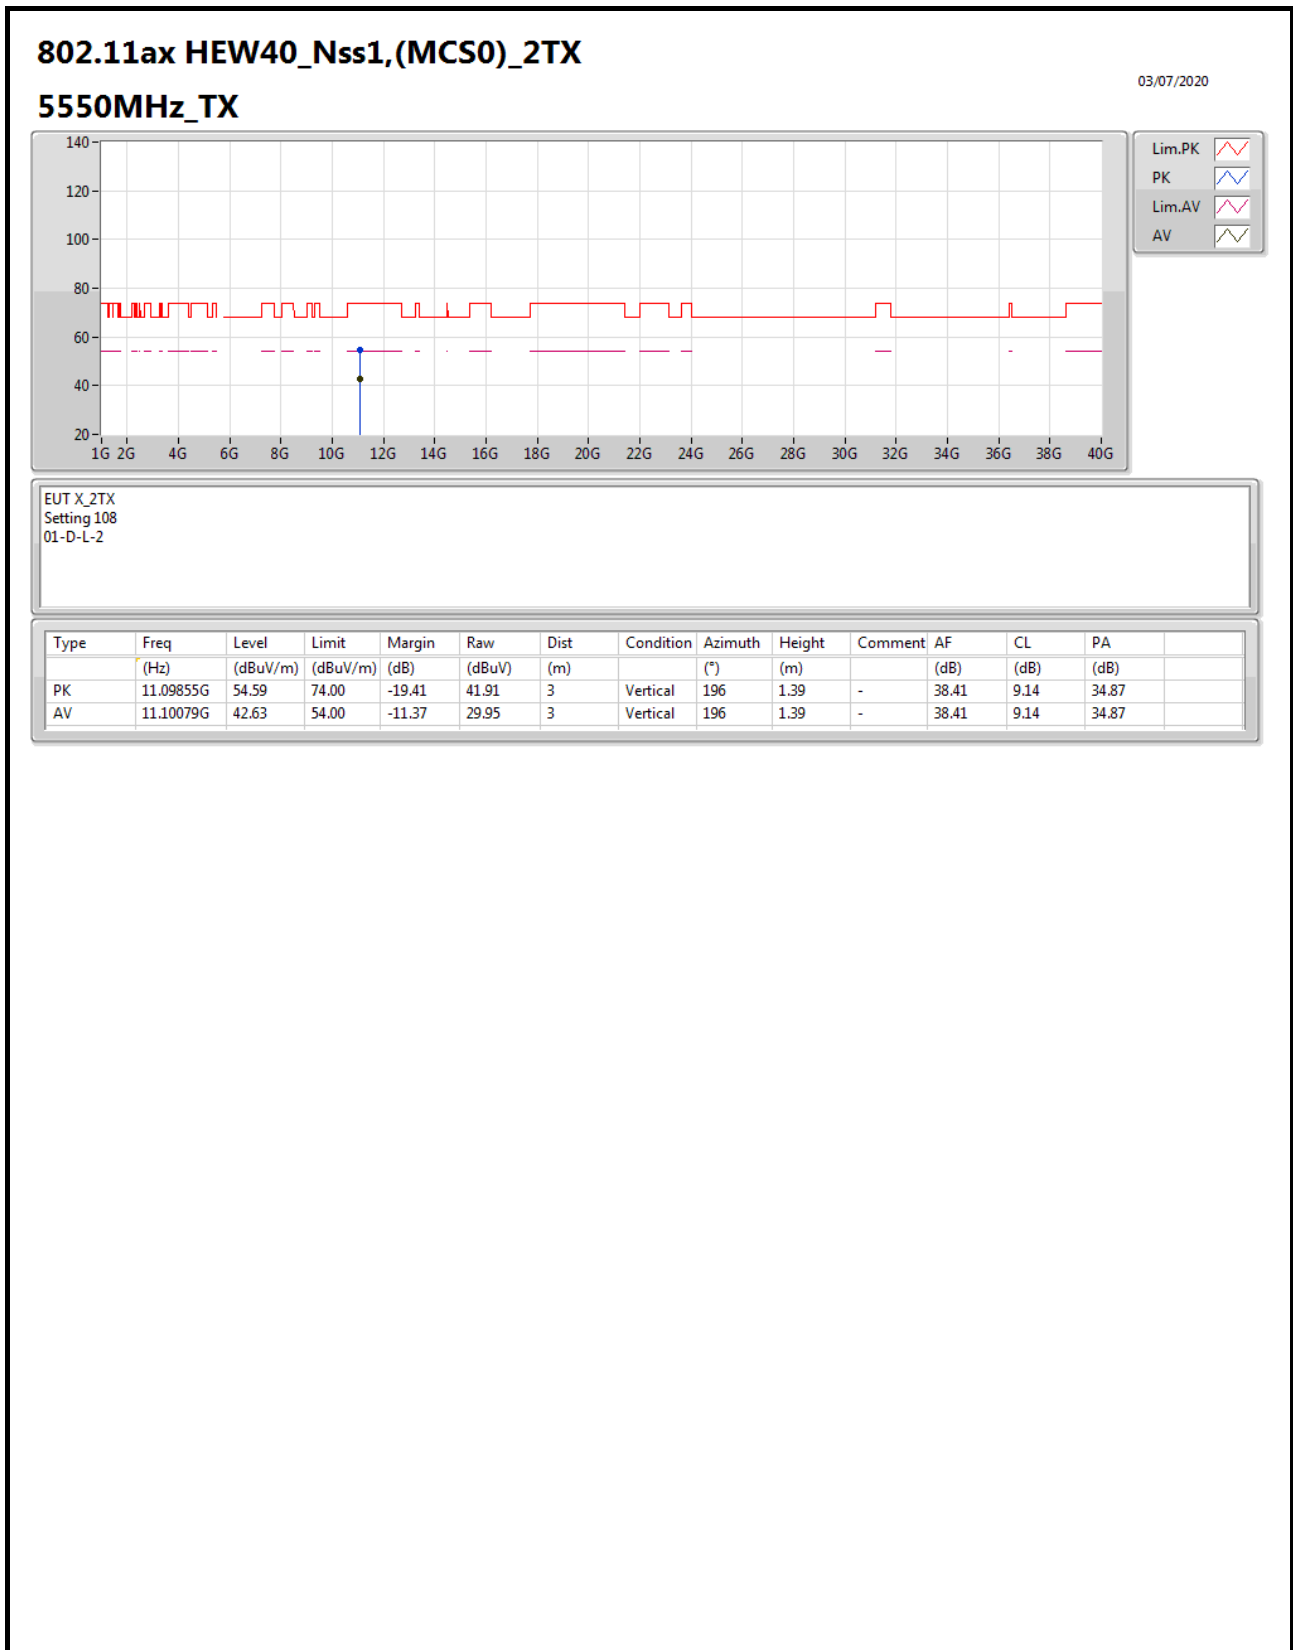 802.11ax HEW40_Nss1,(MCS0)_2TX
03/07/2020
5550MHz_TX
140
120
100
80
60
40
20
1G 2G 4G 6G 8G 10G 12G 14G 16G 18G 20G 22G 24G 26G 28G 30G 32G 34G 36G 38G 40G
Lim.PK
PK
Lim.AV
AV
EUT X_2TX
Setting 108
01-D-L-2
Type Freq Level Limit Margin Raw Dist Condition Azimuth Height Comment AF CL PA
(Hz) (dBuV/m) (dBuV/m) (dB) (dBuV) (m) (°) (m) (dB) (dB) (dB)
PK 11.09855G 54.59 74.00 -19.41 41.91 3 Vertical 196 1.39 - 38.41 9.14 34.87
AV 11.10079G 42.63 54.00 -11.37 29.95 3 Vertical 196 1.39 - 38.41 9.14 34.87